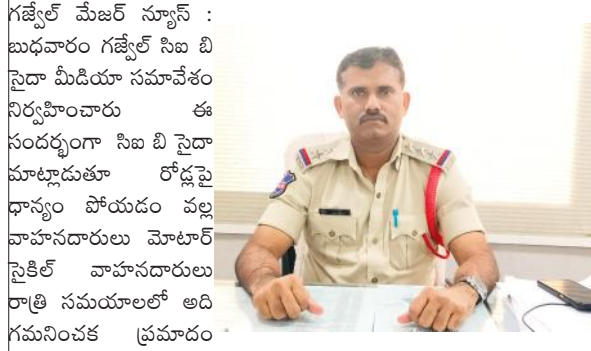 గజ్వేల్ మేజర్ న్యూస్ :
బుధవారం గజ్వేల్ సిఐ బి
సైదా మీడియా సమావేశం
నిర్వహించారు ఈ
సందర్భంగా సిఐ బి సైదా
మాట్లాడుతూ రోడ్లపై
ధాన్యం పోయడం వల్ల
వాహనదారులు మోటార్
సైకిల్ వాహనదారులు
రాత్రి సమయాలలో అది
గమనించక ప్రమాదం